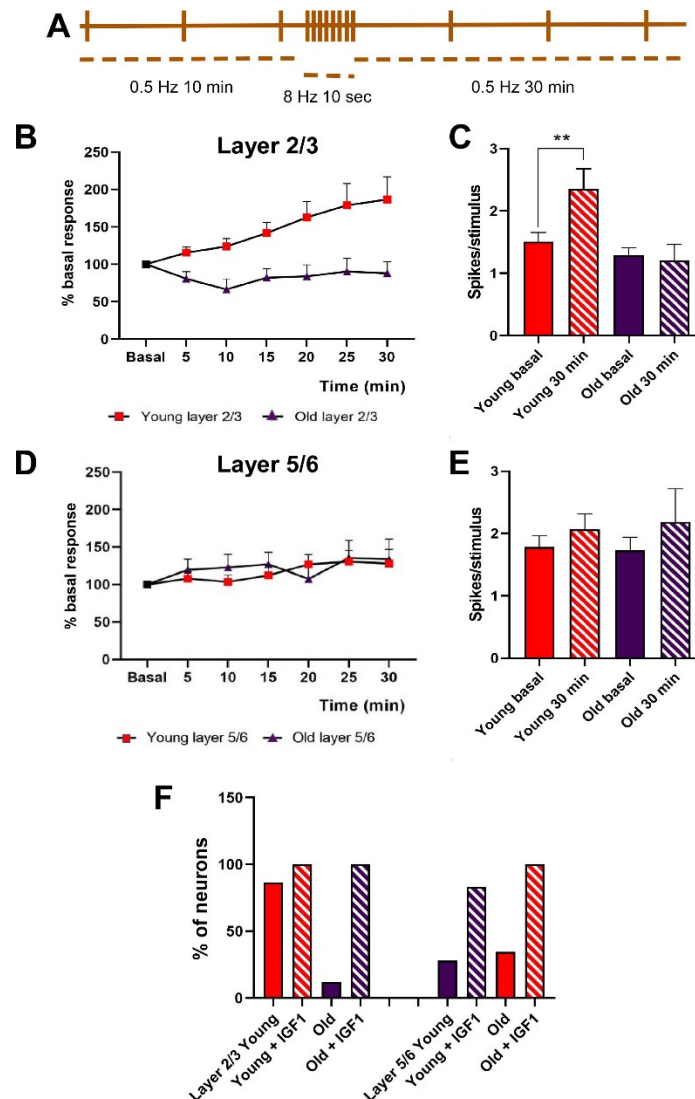 A
0.5 Hz 10 min
8 Hz 10 sec
0.5 Hz 30 min
B
Layer 2/3
% basal response
250
200
150
100
50
0
Basal 5 10 15 20 25 30
Time (min)
Young layer 2/3 Old layer 2/3
C
**
Spikes/stimulus
3
2
1
0
Young basal
Young 30 min
Old basal
Old 30 min
D
Layer 5/6
% basal response
250
200
150
100
50
0
Basal 5 10 15 20 25 30
Time (min)
Young layer 5/6 Old layer 5/6
E
Spikes/stimulus
3
2
1
0
Young basal
Young 30 min
Old basal
Old 30 min
F
% of neurons
150
100
50
0
Layer 2/3 Young
Young + IGF1
Old
Old + IGF1
Layer 5/6 Young
Young + IGF1
Old
Old + IGF1